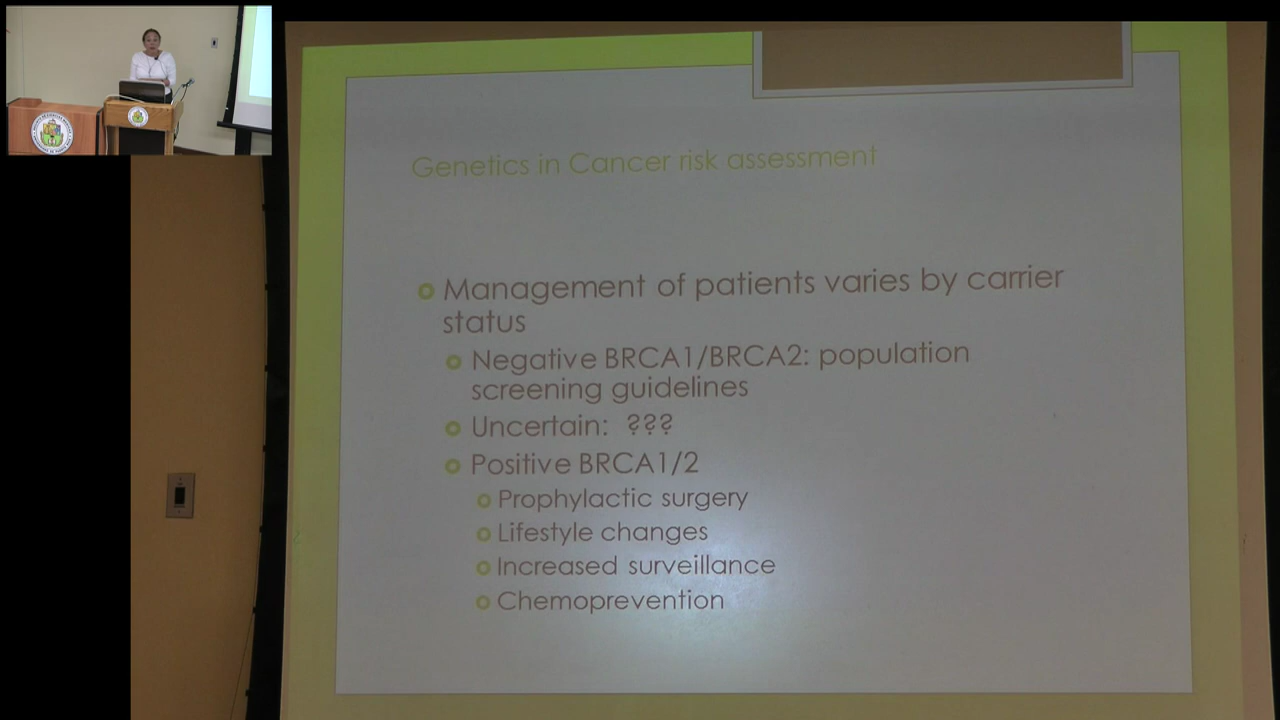 Genetics in Cancer risk assessment
Management of patients varies by carrier
status
Negative BRCA1/BRCA2: population
screening guidelines
Uncertain: ???
Positive BRCA1/2
Prophylactic surgery
Lifestyle changes
Increased surveillance
Chemoprevention